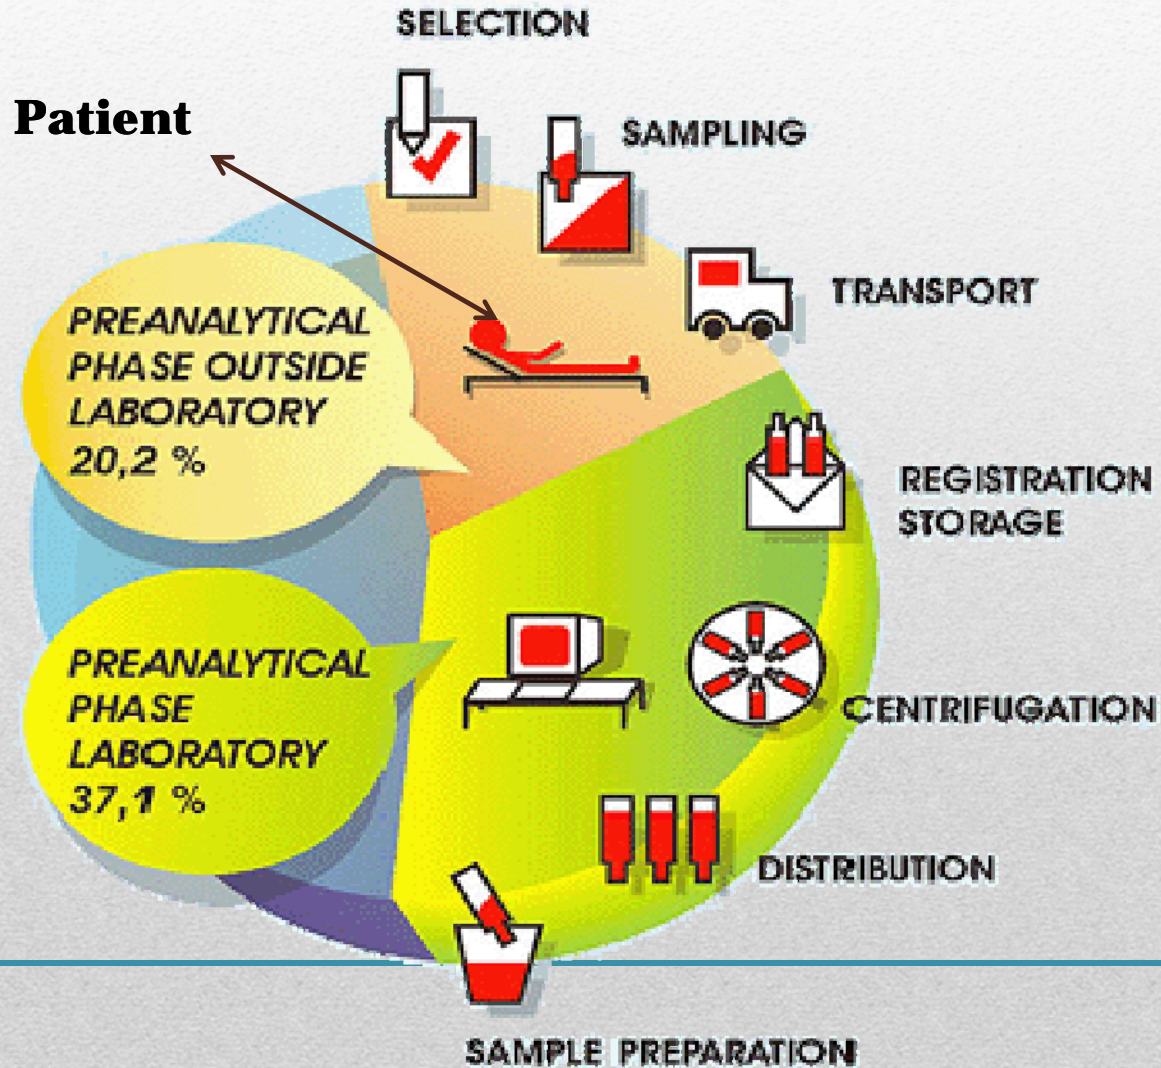 SELECTION
Patient
SAMPLING
TRANSPORT
PREANALYTICAL
PHASE OUTSIDE
LABORATORY
20,2 %
REGISTRATION
STORAGE
PREANALYTICAL
PHASE
LABORATORY
37,1 %
CENTRIFUGATION
DISTRIBUTION
SAMPLE PREPARATION